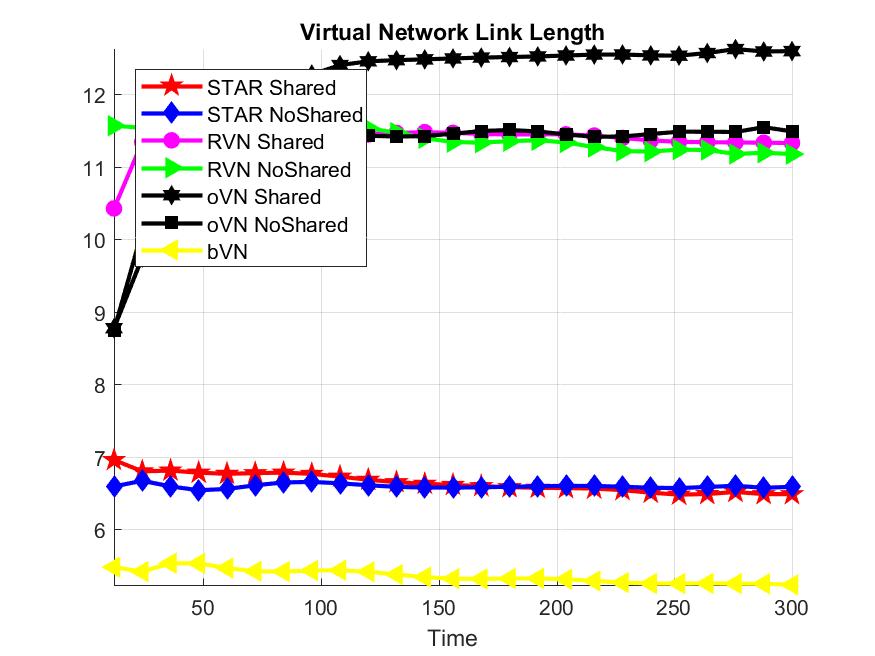 Virtual Network Link Length
STAR Shared
STAR NoShared
RVN Shared
RVN NoShared
oVN Shared
oVN NoShared
bVN
12
11
10
9
8
7
6
50 100 150 200 250 300
Time